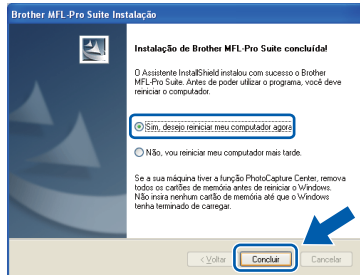 Brother MFL-Pro Suite Instalação
Instalação de Brother MFL-Pro Suite concluída!
O Assistente InstallShield instalou com sucesso o Brother
MFL-Pro Suite. Antes de poder utilizar o programa, você deve
reiniciar o computador.
Sim, desejo reiniciar meu computador agora
Não, vou reiniciar meu computador mais tarde.
Se a sua máquina tiver a função PhotoCapture Center, remova
todos os cartões de memória antes de reiniciar o Windows.
Não insira nenhum cartão de memória até que o Windows
tenha terminado de carregar.
< Voltar Concluir Cancelar